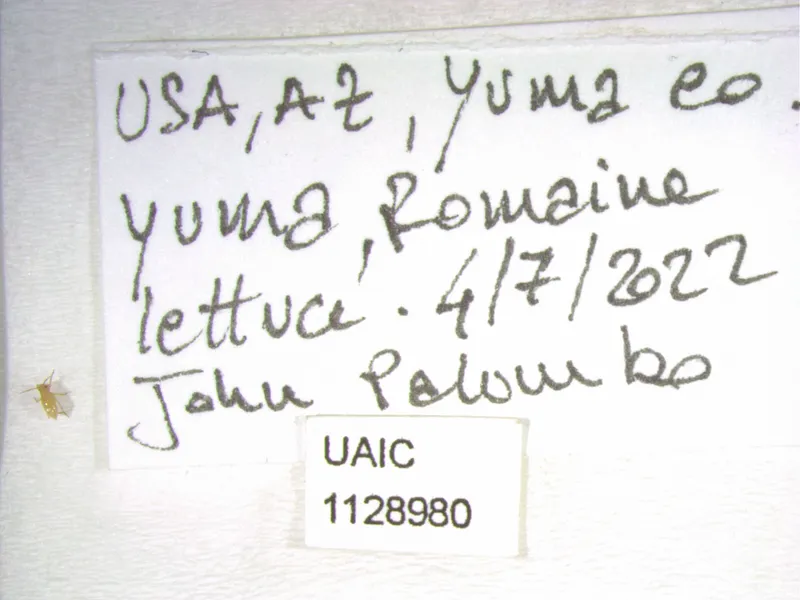 USA, AZ, Yuma co.
Yuma, Romaine
lettuce. 4/7/2022
John Palumbo
UAIC
1128980